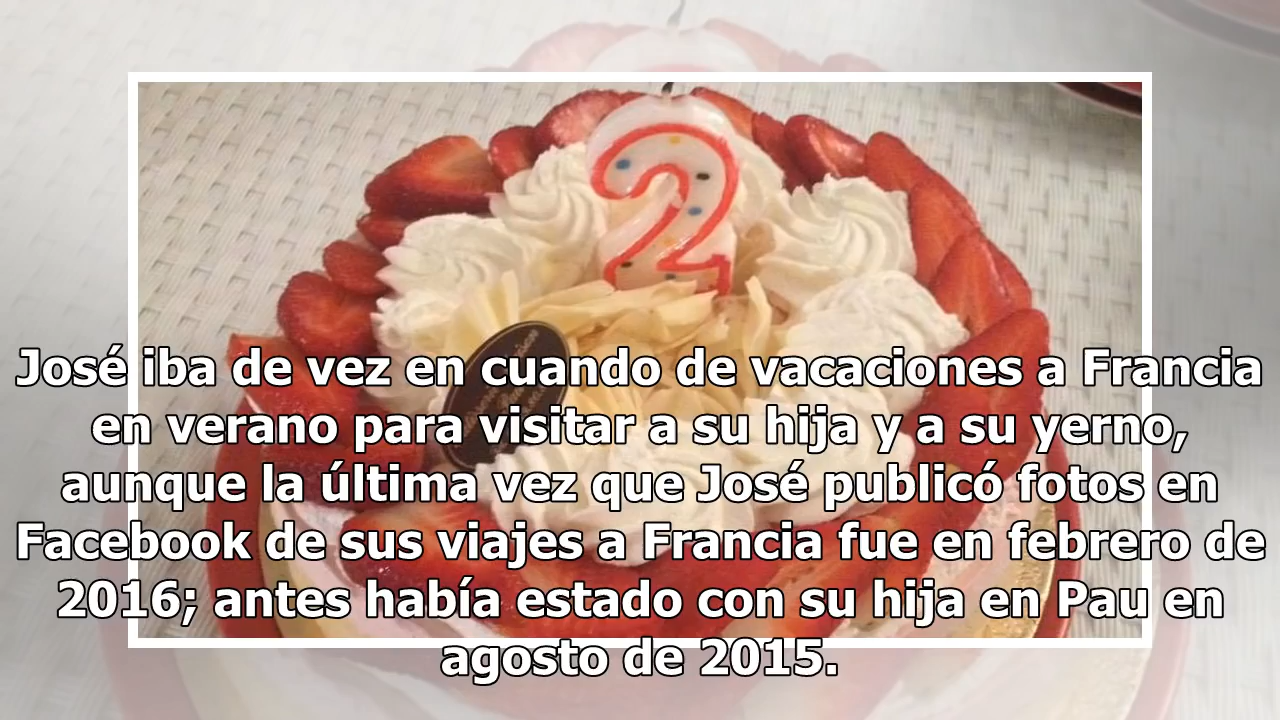 2
José iba de vez en cuando de vacaciones a Francia
en verano para visitar a su hija y a su yerno,
aunque la última vez que José publicó fotos en
Facebook de sus viajes a Francia fue en febrero de
2016; antes había estado con su hija en Pau en
agosto de 2015.